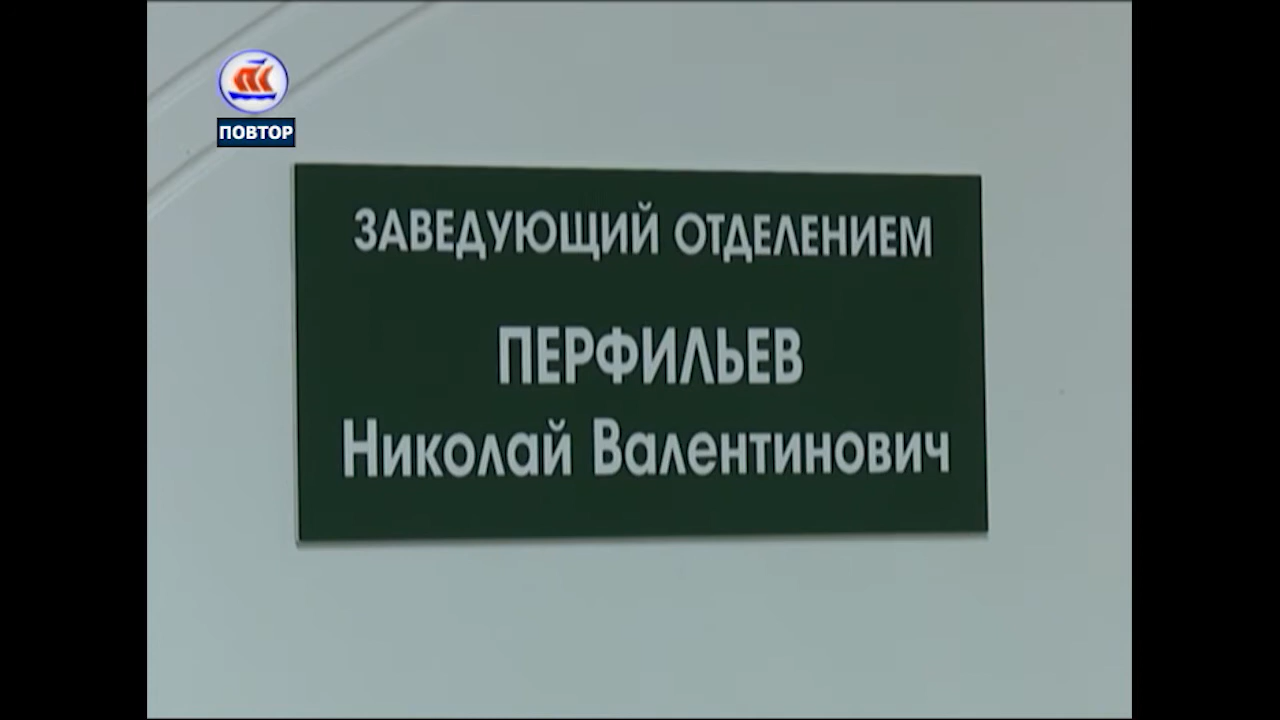 ПОВТОР
ЗАВЕДУЮЩИЙ ОТДЕЛЕНИЕМ
ПЕРФИЛЬЕВ
Николай Валентинович